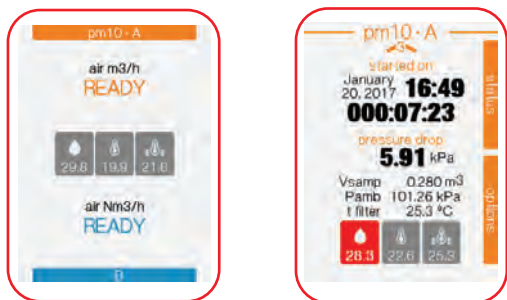 pm10 · A
air m3/h
READY
29.8 19.9 21.6
air Nm3/h
READY
B
pm10 · A
3
started on
January
20, 2017 16:49
000:07:23
pressure drop
5.91 kPa
Vsamp 0.280 m3
Pamb 101.26 kPa
t filter 25.3 °C
26.3 22.6 25.3
status
options